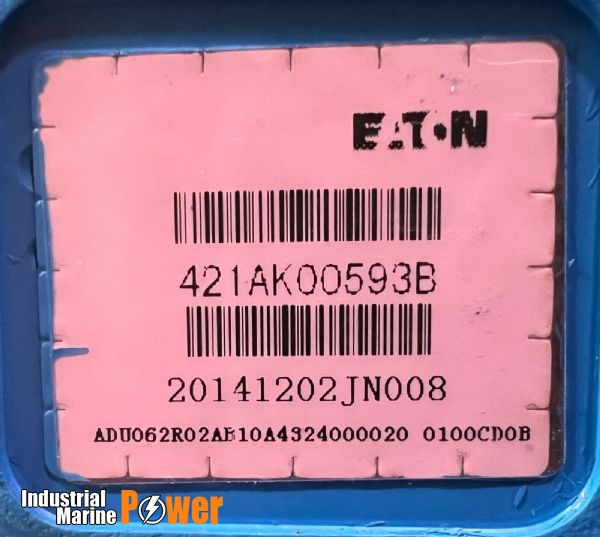 EATON
421AK00593B
20141202JN008
ADU062R02AB10A4324000020 0100CD0B
Industrial
Marine Power